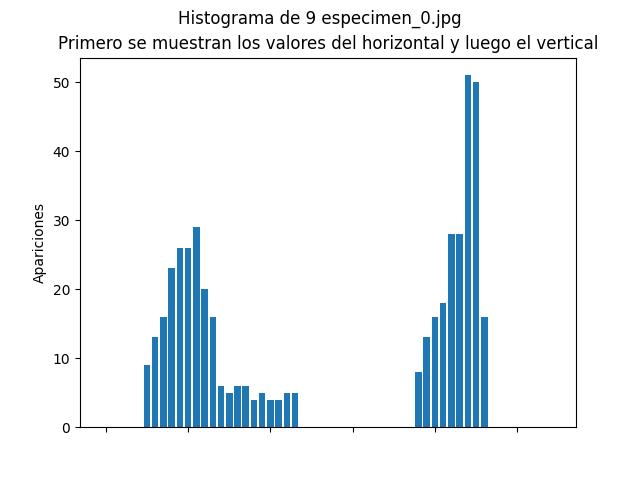 Histograma de 9 especimen_0.jpg
Primero se muestran los valores del horizontal y luego el vertical
50
40
30
20
10
0
Apariciones